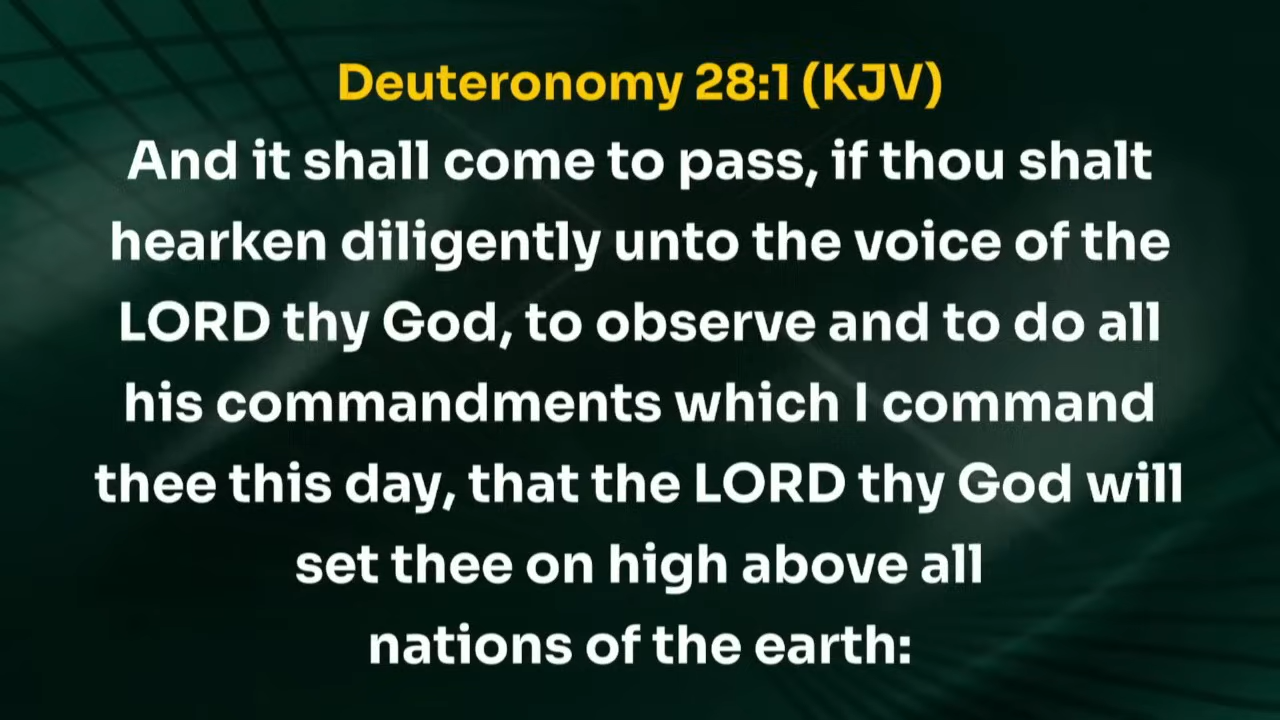 Deuteronomy 28:1 (KJV)
And it shall come to pass, if thou shalt
hearken diligently unto the voice of the
LORD thy God, to observe and to do all
his commandments which I command
thee this day, that the LORD thy God will
set thee on high above all
nations of the earth: